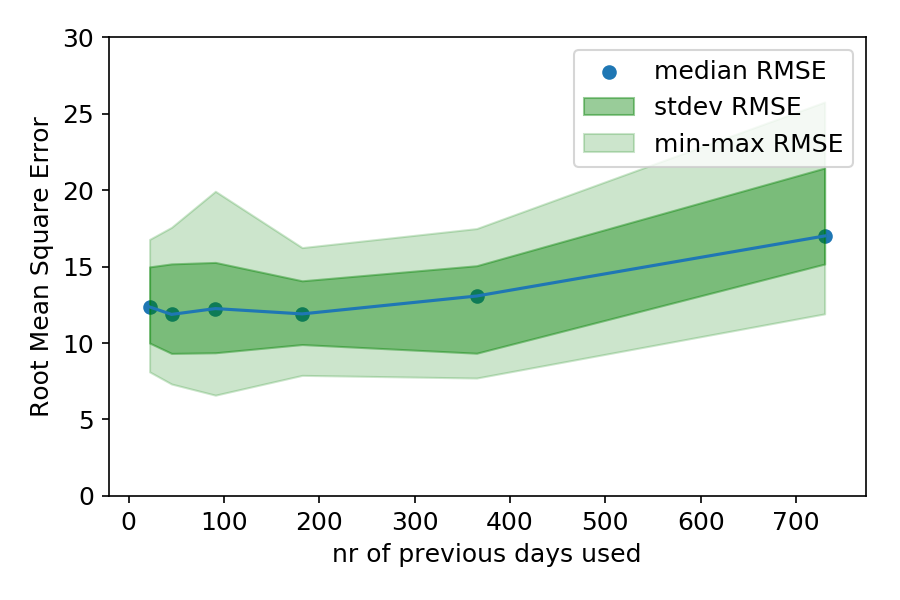 30
25
20
15
10
5
0
Root Mean Square Error
median RMSE
stdev RMSE
min-max RMSE
0 100 200 300 400 500 600 700
nr of previous days used